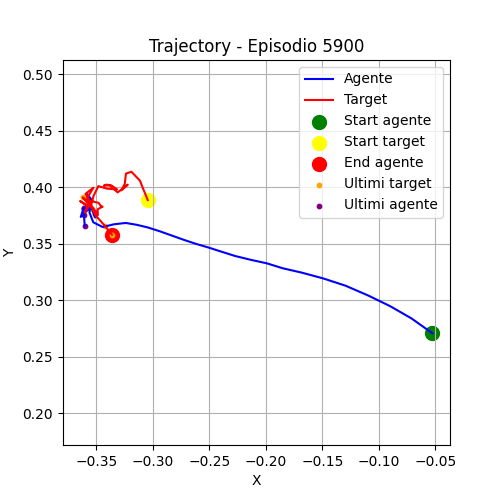 Trajectory - Episodio 5900
Agente
Target
Start agente
Start target
End agente
Ultimi target
Ultimi agente
0.50
0.45
0.40
0.35
0.30
0.25
0.20
Y
−0.35
−0.30
−0.25
−0.20
−0.15
−0.10
−0.05
X